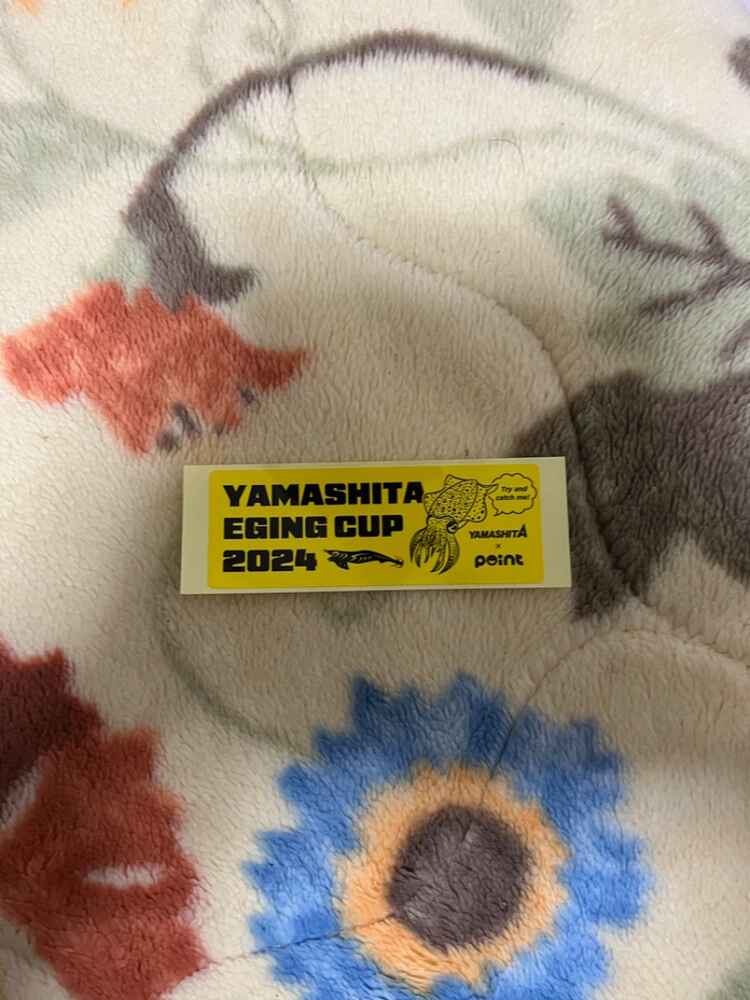 YAMASHITA
EGING CUP
2024
Try and
catch me!
YAMASHITA
×
point